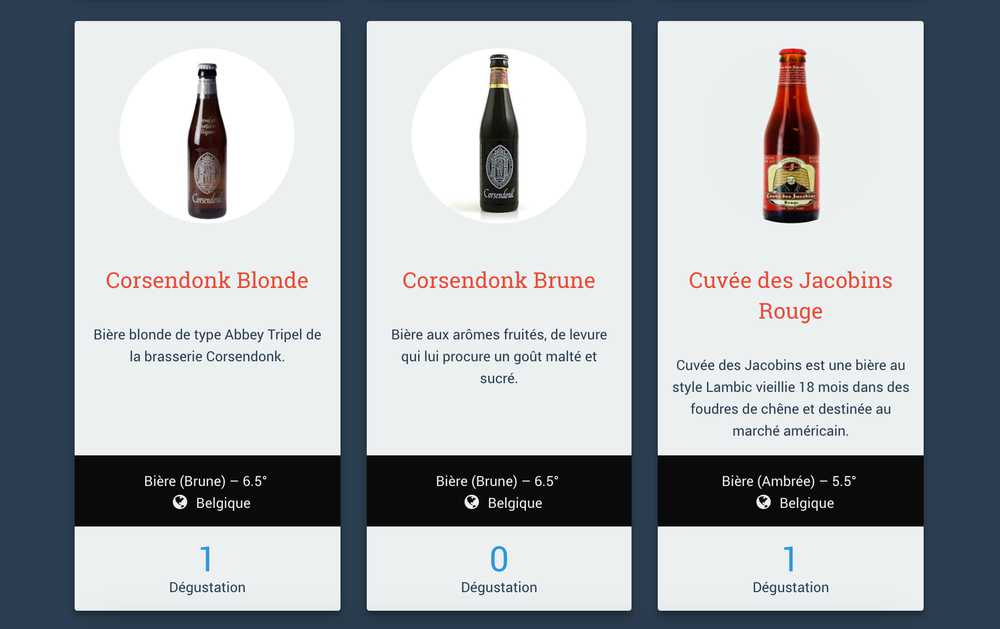 Corsendonk
Corsendonk Blonde
Bière blonde de type Abbey Tripel de
la brasserie Corsendonk.
Bière (Brune) – 6.5°
Belgique
1
Dégustation
Corsendonk
Corsendonk Brune
Bière aux arômes fruités, de levure
qui lui procure un goût malté et
sucré.
Bière (Brune) – 6.5°
Belgique
0
Dégustation
Cuvée des Jacobins
Rouge
Cuvée des Jacobins
Rouge
Cuvée des Jacobins est une bière au
style Lambic vieillie 18 mois dans des
foudres de chêne et destinée au
marché américain.
Bière (Ambrée) – 5.5°
Belgique
1
Dégustation